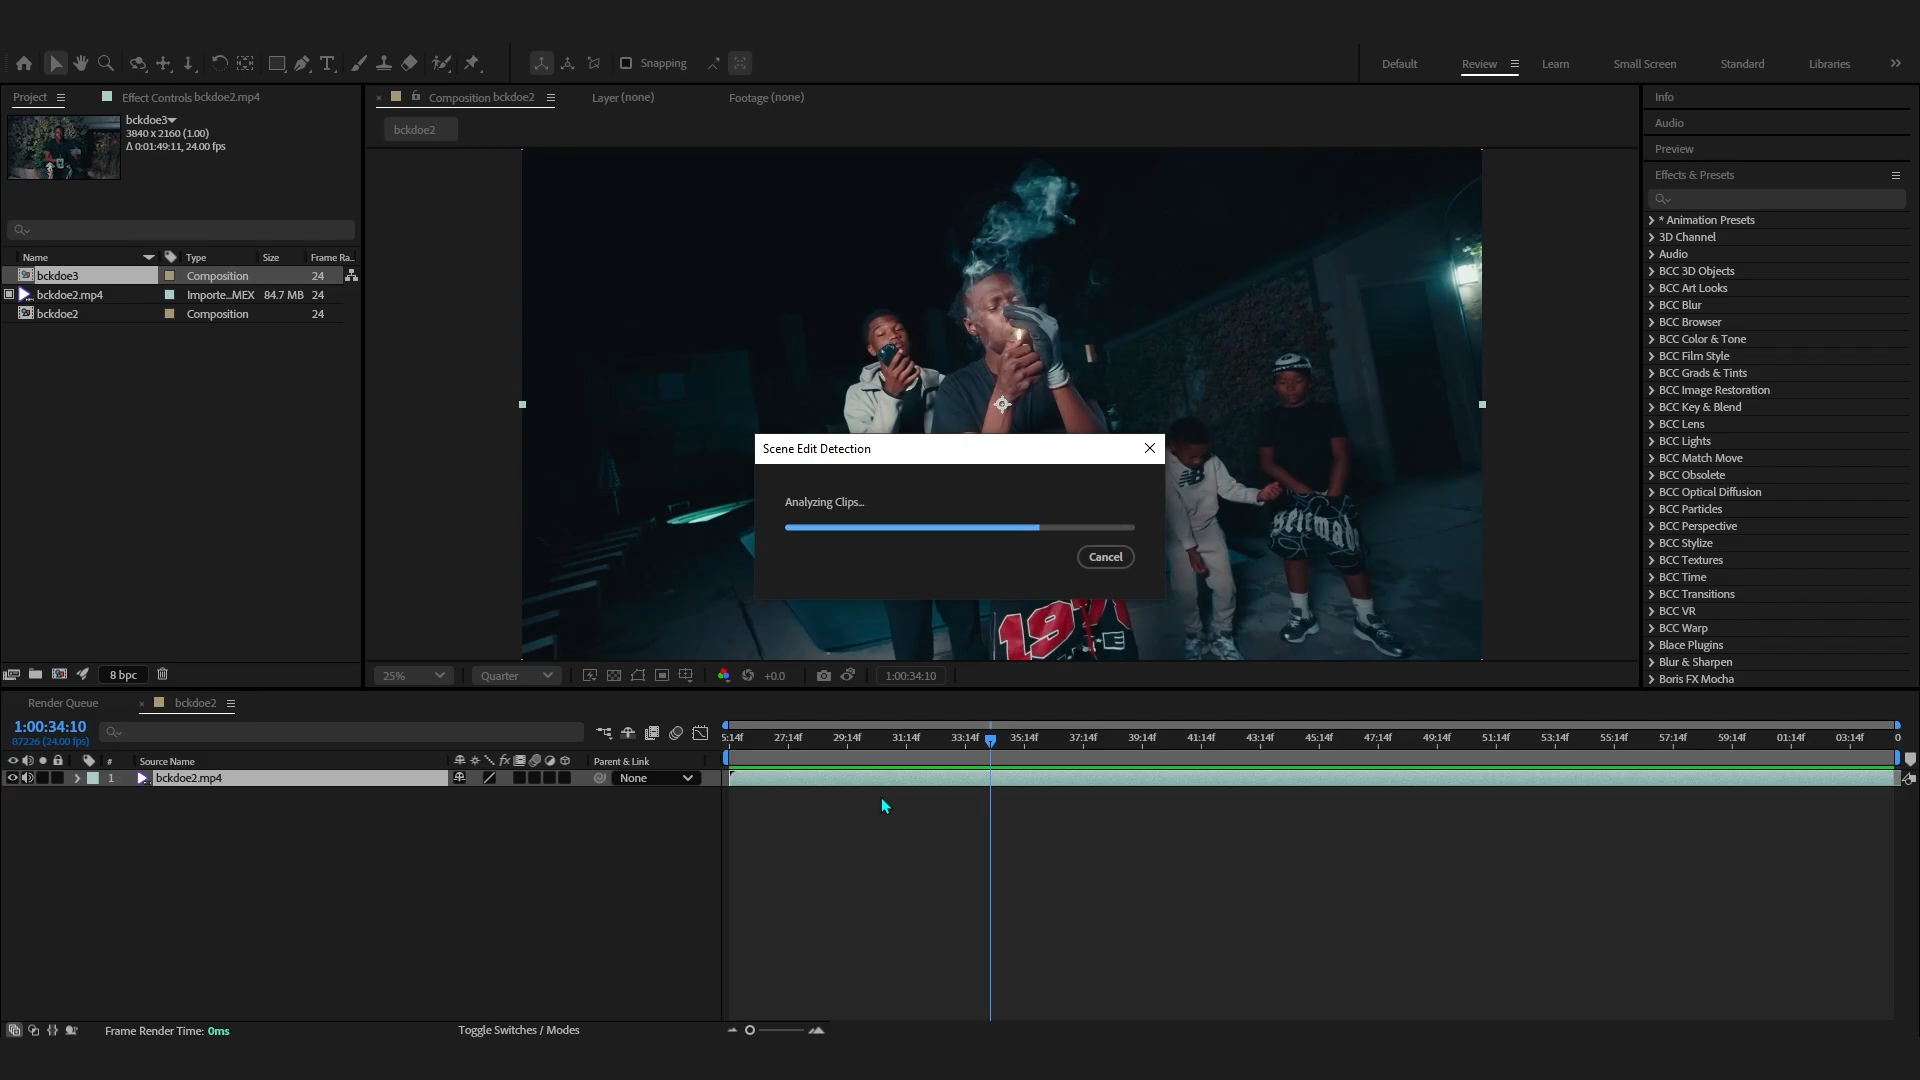 Snapping
Default
Review
Learn
Small Screen
Standard
Libraries
Project
Effect Controls bckdoe2.mp4
Composition bckdoe2
Layer (none)
Footage (none)
Info
bckdoe3
3840 x 2160 (1.00)
Δ 0:01:49:11, 24.00 fps
bckdoe2
Audio
Preview
Effects & Presets
Name
Type
Size
Frame Ra...
bckdoe3
Composition
24
bckdoe2.mp4
Importe...MEX
84.7 MB
24
bckdoe2
Composition
24
* Animation Presets
3D Channel
Audio
BCC 3D Objects
BCC Art Looks
BCC Blur
BCC Browser
BCC Color & Tone
BCC Film Style
BCC Grads & Tints
BCC Image Restoration
BCC Key & Blend
BCC Lens
BCC Lights
BCC Match Move
BCC Obsolete
BCC Optical Diffusion
BCC Particles
BCC Perspective
BCC Stylize
BCC Textures
BCC Time
BCC Transitions
BCC VR
BCC Warp
Blace Plugins
Blur & Sharpen
Boris FX Mocha
Scene Edit Detection
Analyzing Clips...
Cancel
8 bpc
25%
Quarter
+0.0
1:00:34:10
Render Queue
bckdoe2
1:00:34:10
87226 (24.00 fps)
5:14f
27:14f
29:14f
31:14f
33:14f
35:14f
37:14f
39:14f
41:14f
43:14f
45:14f
47:14f
49:14f
51:14f
53:14f
55:14f
57:14f
59:14f
01:14f
03:14f
0
#
Source Name
fx
Parent & Link
1
bckdoe2.mp4
None
Frame Render Time: 0ms
Toggle Switches / Modes